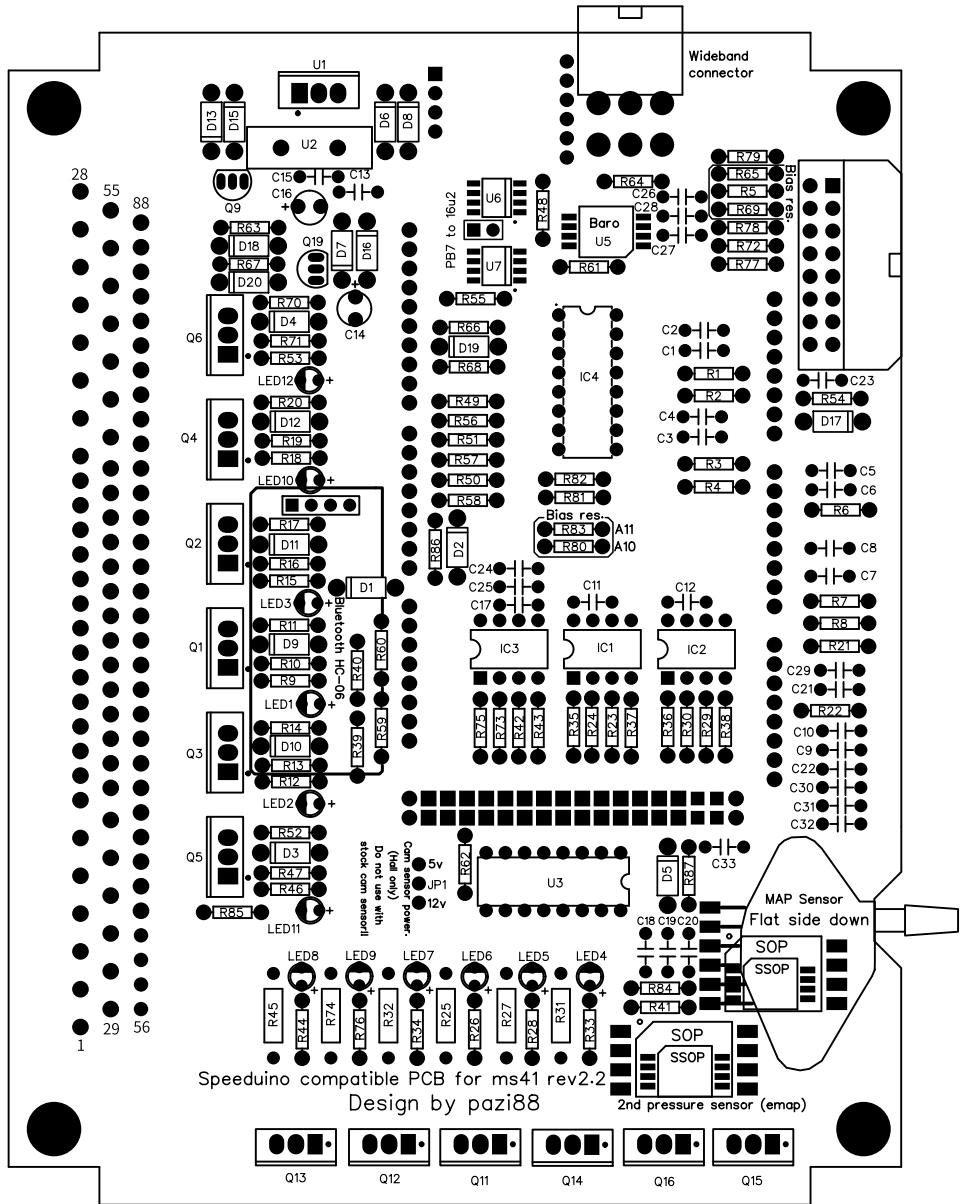 U1
Wideband
connector
D13
D15
D6
D8
U2
R79
R65
R5
R69
R78
R72
R77
Bias res.
28
55
88
C15
C13
C16
Q9
U6
PB7 to 16u2
U7
R48
R64
C26
C28
C27
Baro
U5
R61
R63
D18
R67
D20
Q19
D7
D16
C14
R55
Q6
R70
D4
R71
R53
LED12
R66
D19
R68
IC4
C2
C1
R1
R2
C4
C3
R3
R4
C23
R54
D17
Q4
R20
D12
R19
R18
LED10
R49
R56
R51
R57
R50
R58
R82
R81
Bias res.
R83
A11
R80
A10
C5
C6
R6
C8
C7
R7
R8
R21
Q2
R17
D11
R16
R15
LED3
R86
D2
D1
C24
C25
C17
C11
C12
Bluetooth HC-06
Q1
R11
D9
R10
R9
LED1
R40
R60
R39
R59
IC3
IC1
IC2
R75
R73
R42
R43
R35
R24
R23
R37
R36
R30
R29
R38
C29
C21
R22
C10
C9
C22
C30
C31
C32
Q3
R14
D10
R13
R12
LED2
Q5
R52
D3
R47
R46
R85
LED11
Cam sensor power.
(Hall only)
Do not use with
stock cam sensor!!
5v
JP1
12v
R62
U3
D5
R87
C33
MAP Sensor
Flat side down
SOP
SSOP
C18
C19
C20
R84
R41
LED8
LED9
LED7
LED6
LED5
LED4
R45
R44
R74
R76
R32
R34
R25
R26
R27
R28
R31
R33
1
29
56
SOP
SSOP
Speeduino compatible PCB for ms41 rev2.2
Design by pazi88
2nd pressure sensor (emap)
Q13
Q12
Q11
Q14
Q16
Q15